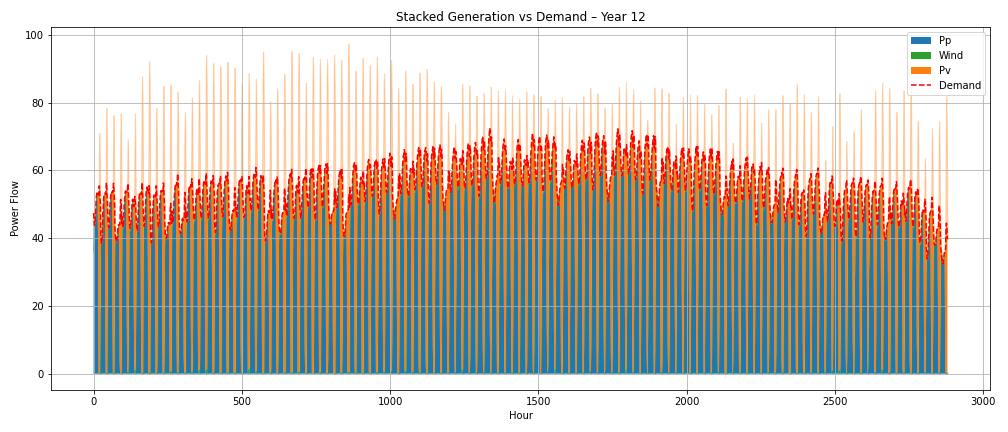 Stacked Generation vs Demand – Year 12
Pp
Wind
Pv
Demand
Power Flow
100
80
60
40
20
0
0 500 1000 1500 2000 2500 3000
Hour